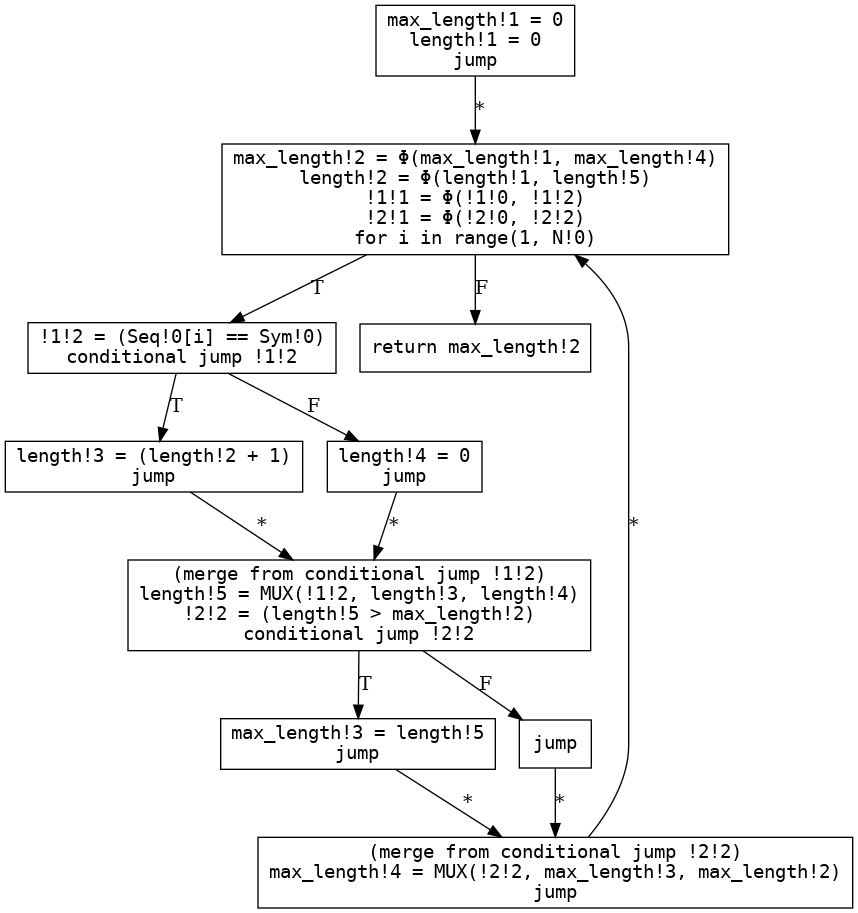 max_length!1 = 0
length!1 = 0
jump
*
max_length!2 = Φ(max_length!1, max_length!4)
length!2 = Φ(length!1, length!5)
!1!1 = Φ(!1!0, !1!2)
!2!1 = Φ(!2!0, !2!2)
for i in range(1, N!0)
T
F
!1!2 = (Seq!0[i] == Sym!0)
conditional jump !1!2
return max_length!2
T
F
length!3 = (length!2 + 1)
jump
length!4 = 0
jump
*
*
*
(merge from conditional jump !1!2)
length!5 = MUX(!1!2, length!3, length!4)
!2!2 = (length!5 > max_length!2)
conditional jump !2!2
T
F
max_length!3 = length!5
jump
jump
*
*
(merge from conditional jump !2!2)
max_length!4 = MUX(!2!2, max_length!3, max_length!2)
jump